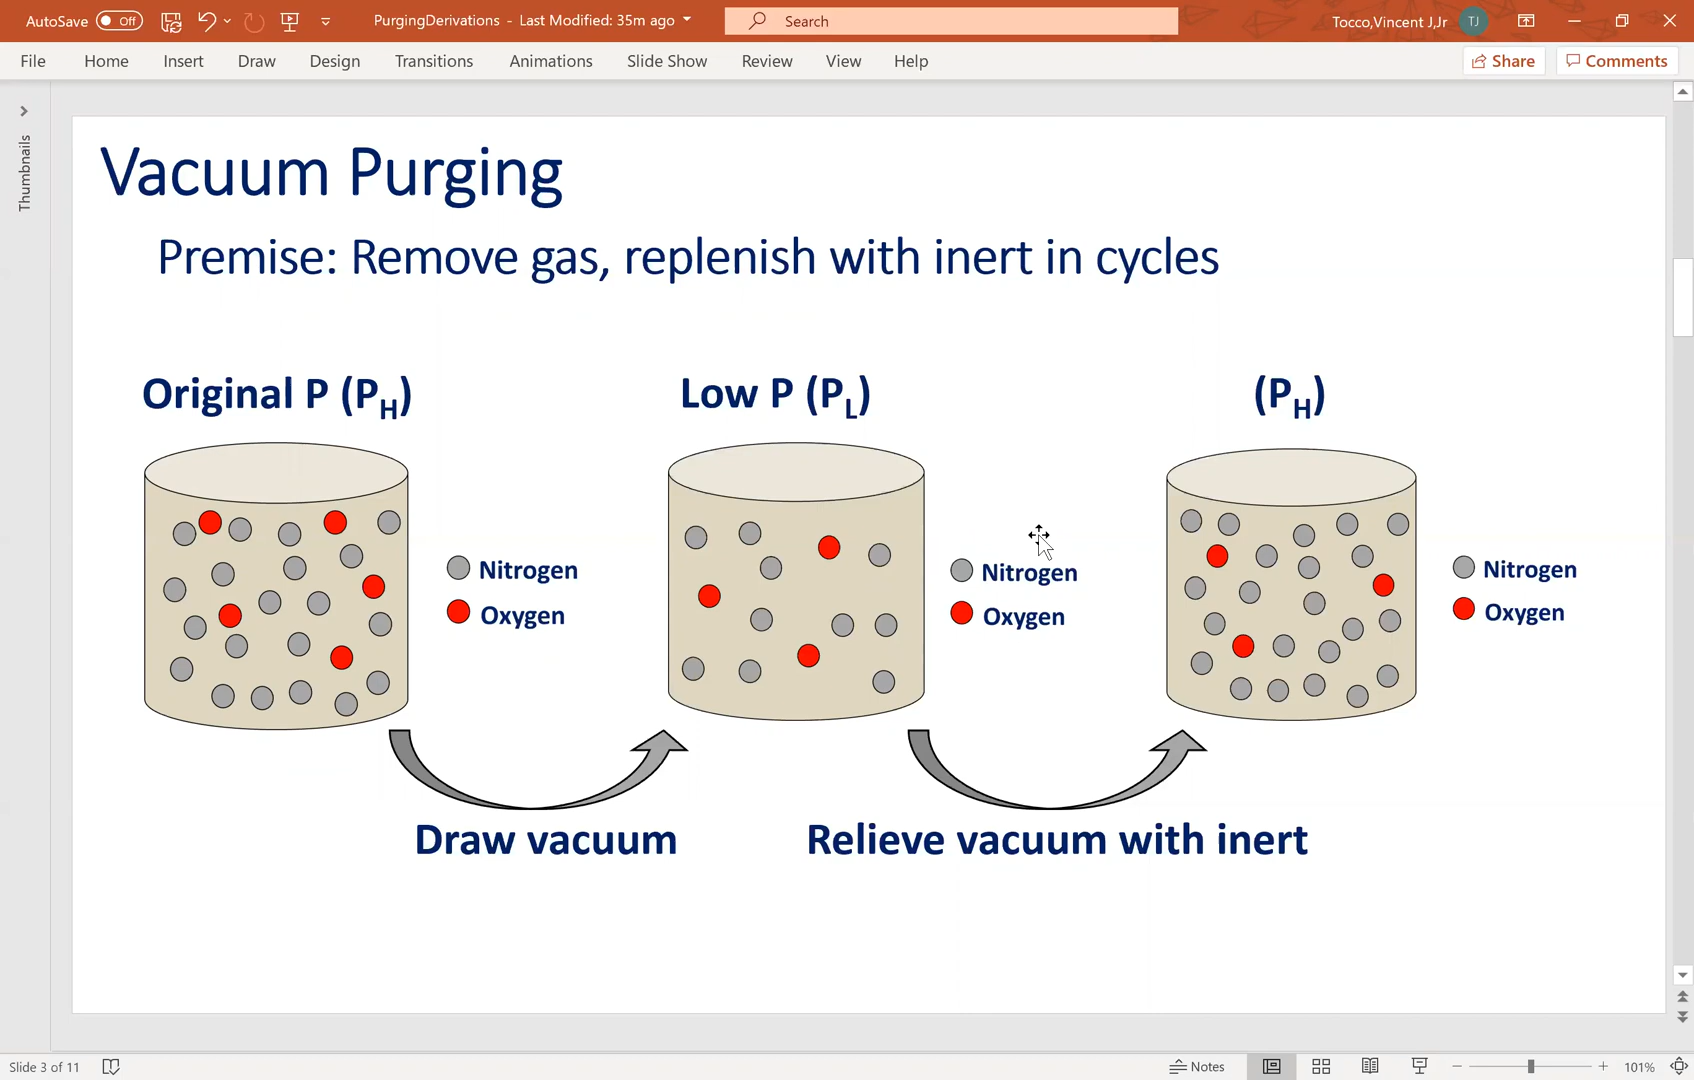 AutoSave Off PurgingDerivations - Last Modified: 35m ago Search Tocco,Vincent J,Jr TJ
File Home Insert Draw Design Transitions Animations Slide Show Review View Help Share Comments
Thumbnails
Vacuum Purging
Premise: Remove gas, replenish with inert in cycles
Original P (PH) Low P (PL) (PH)
Nitrogen Nitrogen Nitrogen
Oxygen Oxygen Oxygen
Draw vacuum Relieve vacuum with inert
Slide 3 of 11 Notes 101%